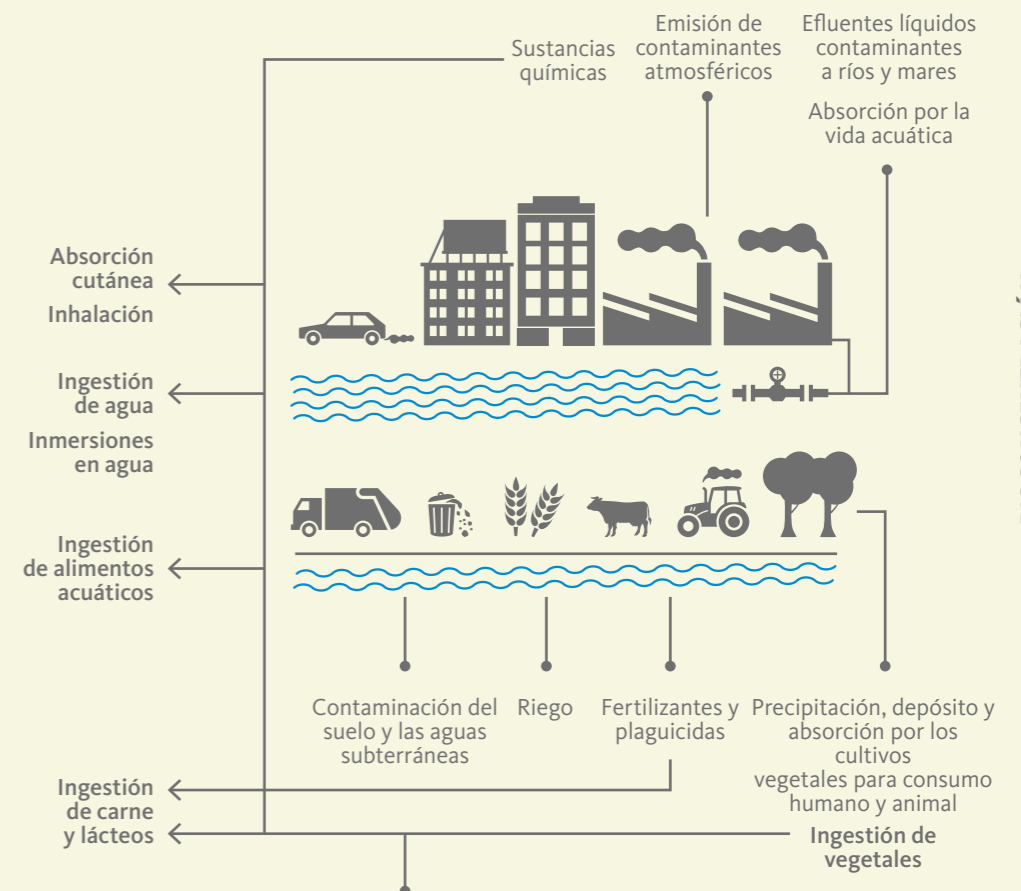 Sustancias
químicas
Emisión de
contaminantes
atmosféricos
Efluentes líquidos
contaminantes
a ríos y mares
Absorción por la
vida acuática
Absorción
cutánea
Inhalación
Ingestión
de agua
Inmersiones
en agua
Ingestión
de alimentos
acuáticos
Contaminación del
suelo y las aguas
subterráneas
Riego
Fertilizantes y
plaguicidas
Precipitación, depósito y
absorción por los
cultivos
vegetales para consumo
humano y animal
Ingestión
de carne
y lácteos
Ingestión de
vegetales